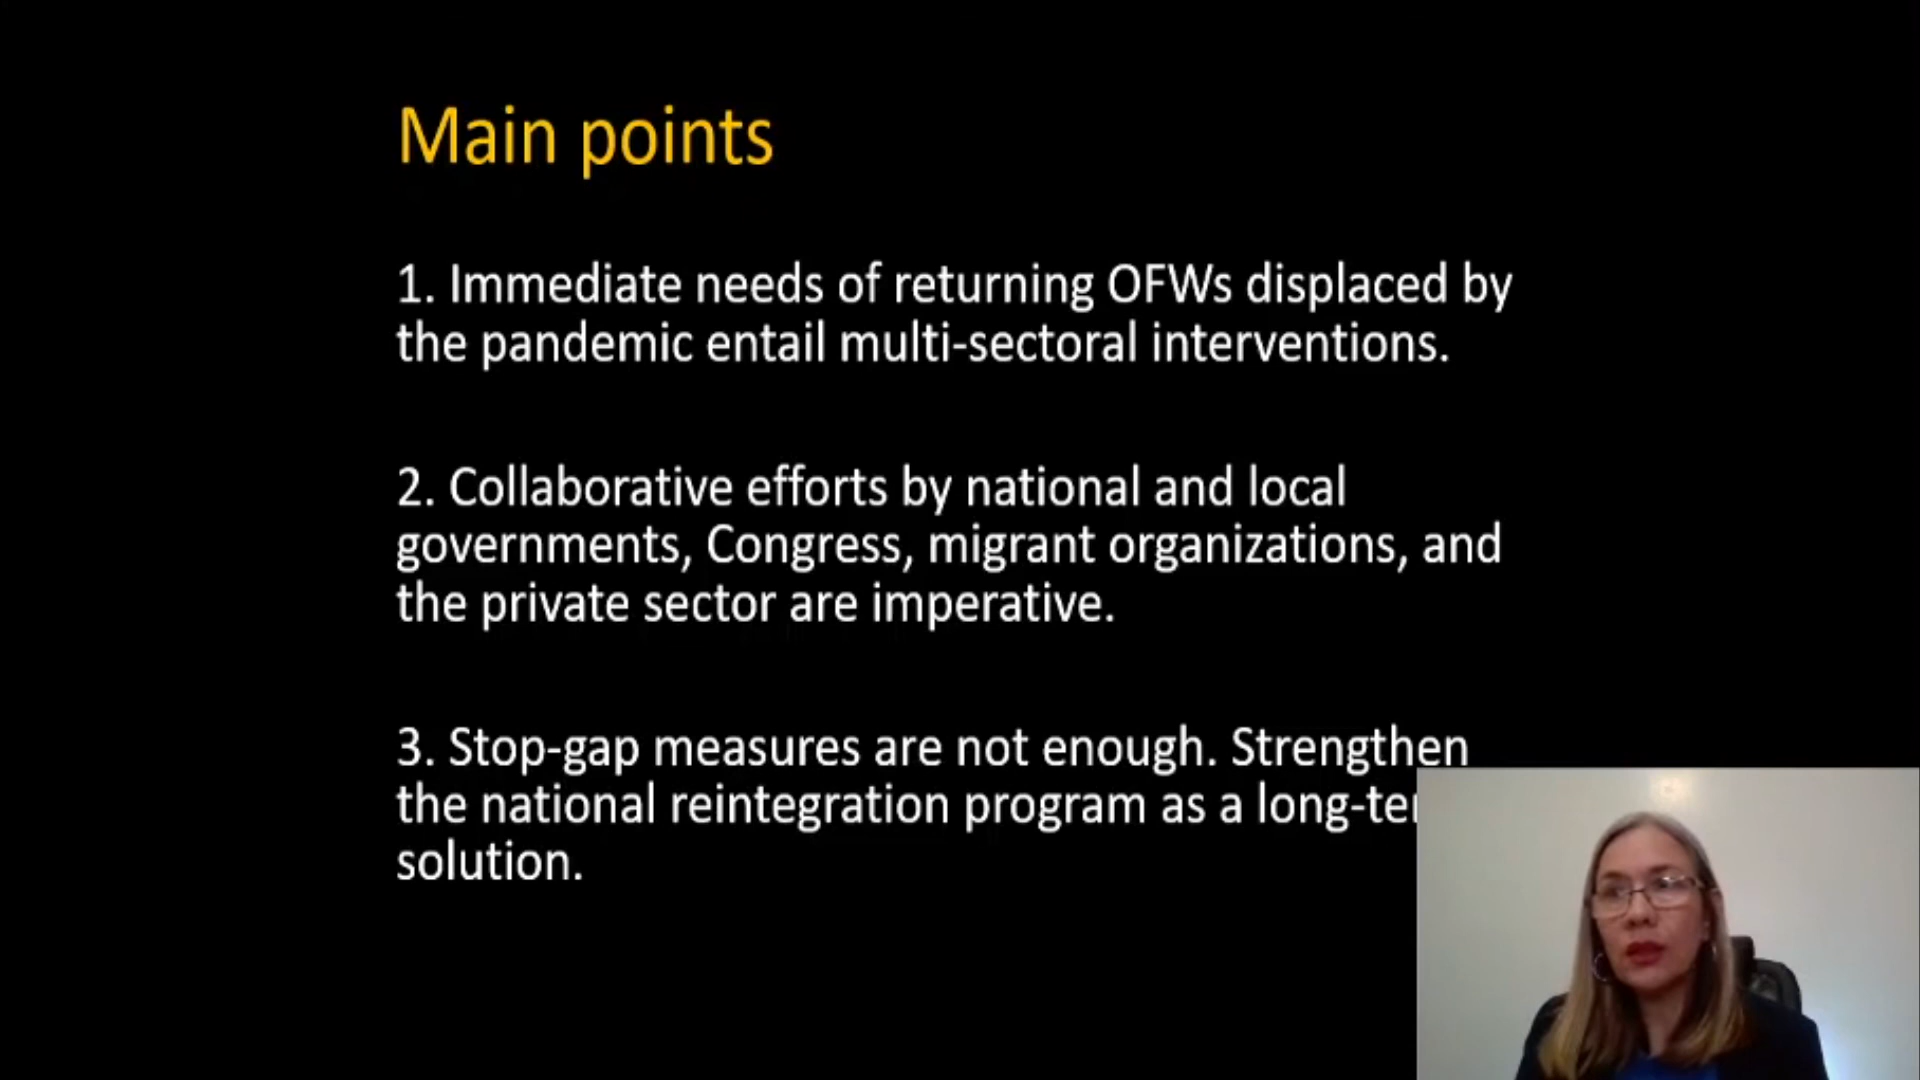 Main points
1. Immediate needs of returning OFWs displaced by
the pandemic entail multi-sectoral interventions.
2. Collaborative efforts by national and local
governments, Congress, migrant organizations, and
the private sector are imperative.
3. Stop-gap measures are not enough. Strengthen
the national reintegration program as a
solution.